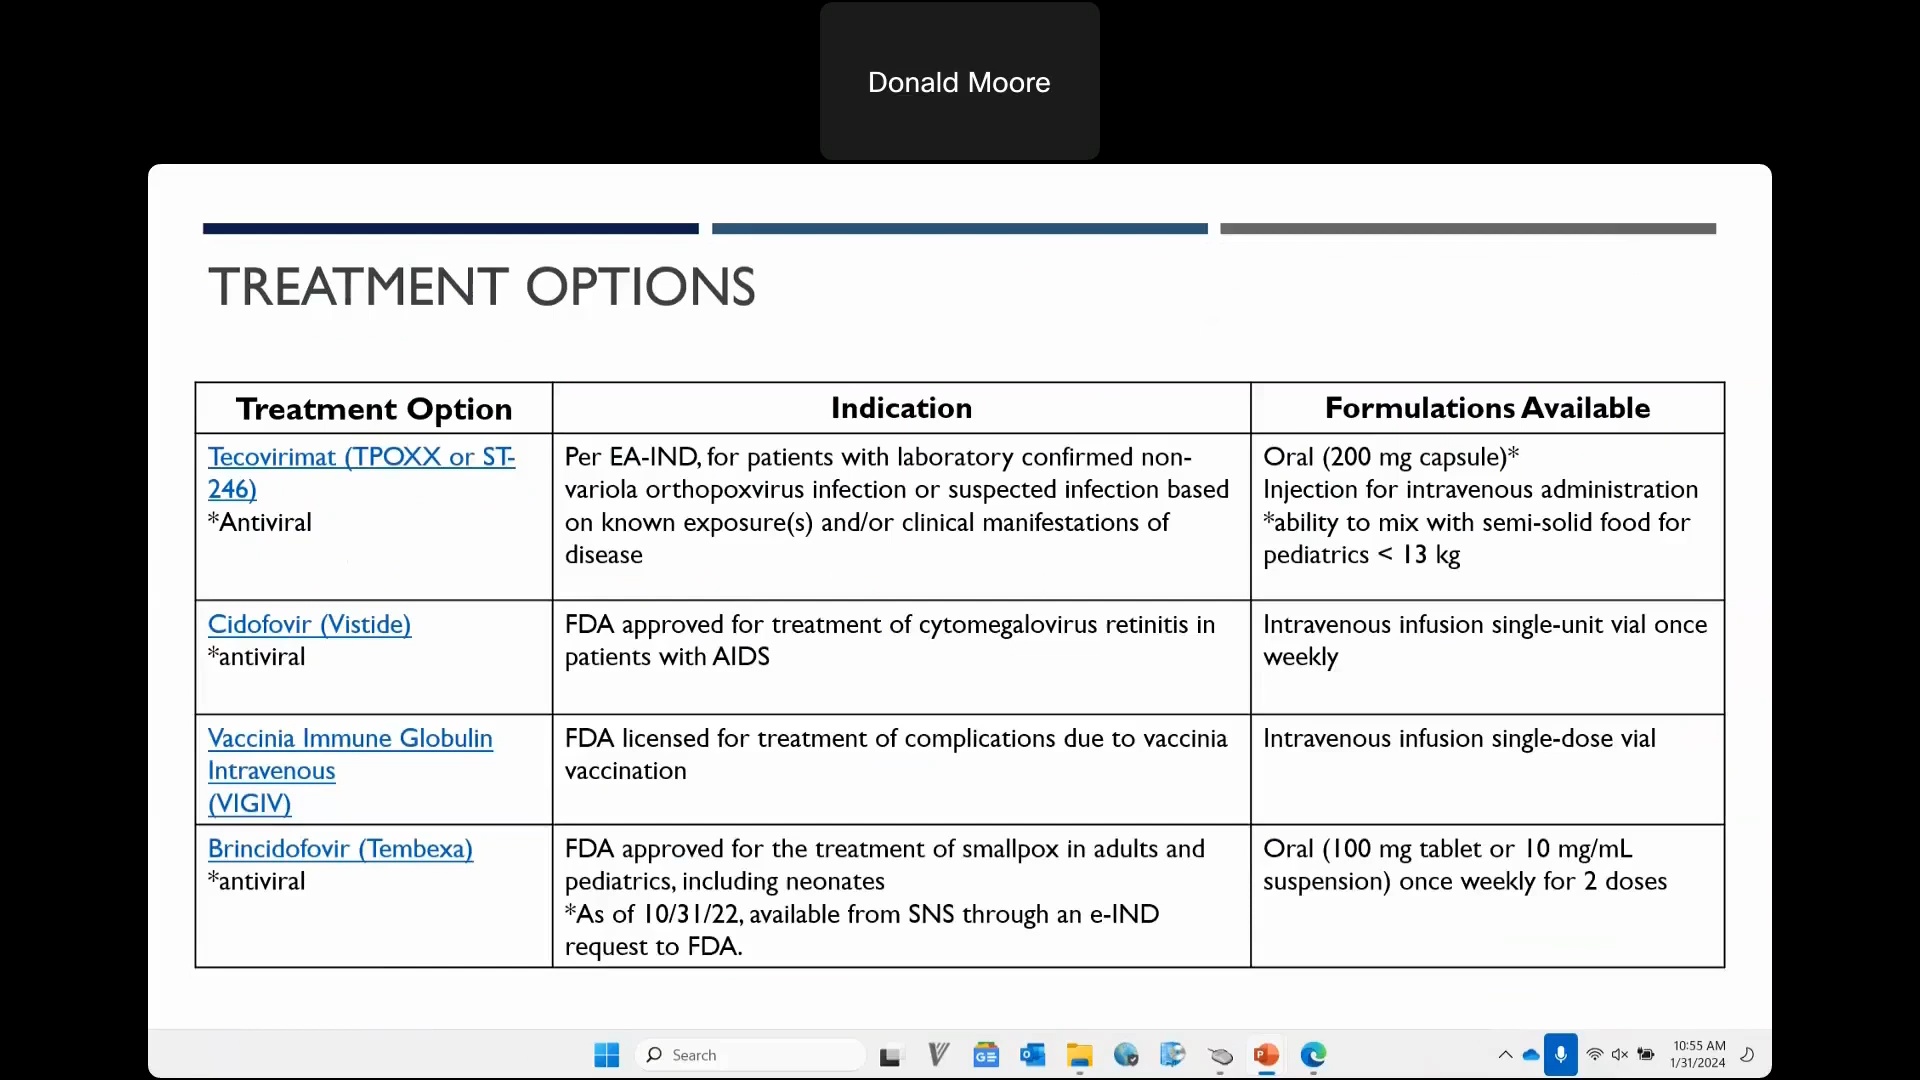 Donald Moore
TREATMENT OPTIONS
Treatment Option
Indication
Formulations Available
Tecovirimat (TPOXX or ST-
246)
*Antiviral
Per EA-IND, for patients with laboratory confirmed non-
variola orthopoxvirus infection or suspected infection based
on known exposure(s) and/or clinical manifestations of
disease
Oral (200 mg capsule)*
Injection for intravenous administration
*ability to mix with semi-solid food for
pediatrics < 13 kg
Cidofovir (Vistide)
*antiviral
FDA approved for treatment of cytomegalovirus retinitis in
patients with AIDS
Intravenous infusion single-unit vial once
weekly
Vaccinia Immune Globulin
Intravenous
(VIGIV)
FDA licensed for treatment of complications due to vaccinia
vaccination
Intravenous infusion single-dose vial
Brincidofovir (Tembexa)
*antiviral
FDA approved for the treatment of smallpox in adults and
pediatrics, including neonates
*As of 10/31/22, available from SNS through an e-IND
request to FDA.
Oral (100 mg tablet or 10 mg/mL
suspension) once weekly for 2 doses
Search
10:55 AM
1/31/2024